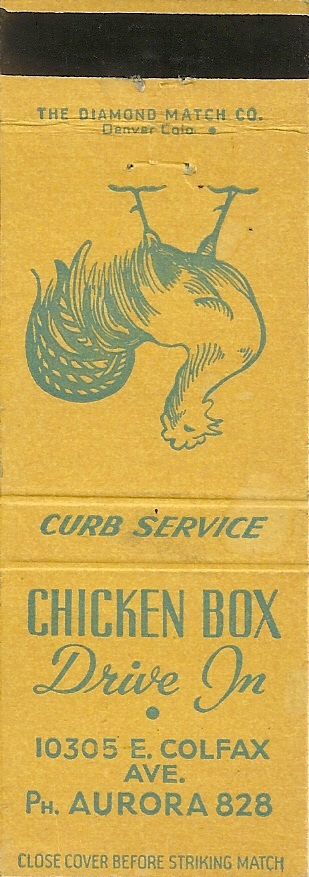 THE DIAMOND MATCH CO.
Denver Colo •
CURB SERVICE
CHICKEN BOX
Drive In
•
10305 E. COLFAX
AVE.
PH. AURORA 828
CLOSE COVER BEFORE STRIKING MATCH